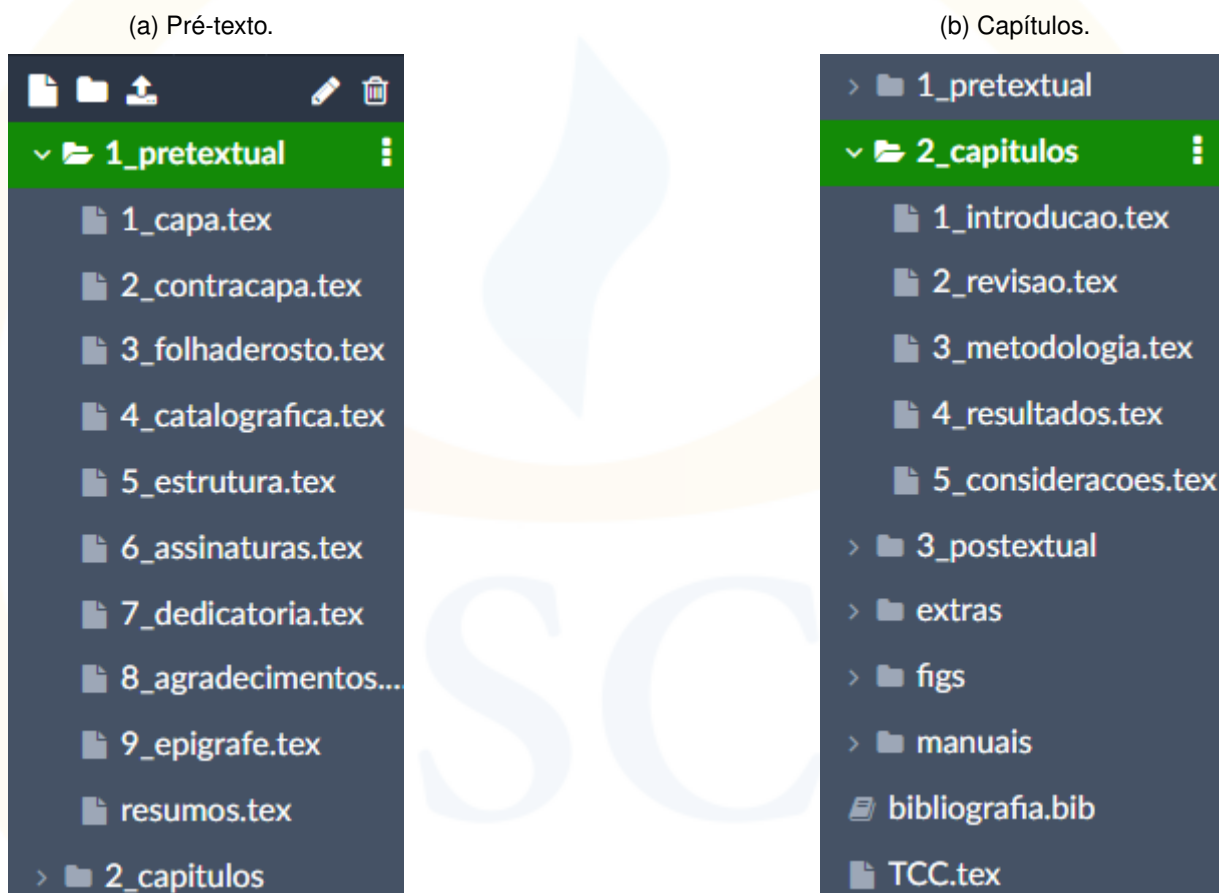 (a) Pré-texto.
1_pretextual
1_capa.tex
2_contracapa.tex
3_folhaderosto.tex
4_catalografica.tex
5_estrutura.tex
6_assinaturas.tex
7_dedicatoria.tex
8_agradecimentos....
9_epigrafe.tex
resumos.tex
2_capitulos
(b) Capítulos.
1_pretextual
2_capitulos
1_introducao.tex
2_revisao.tex
3_metodologia.tex
4_resultados.tex
5_consideracoes.tex
3_postextual
extras
figs
manuais
bibliografia.bib
TCC.tex
SC